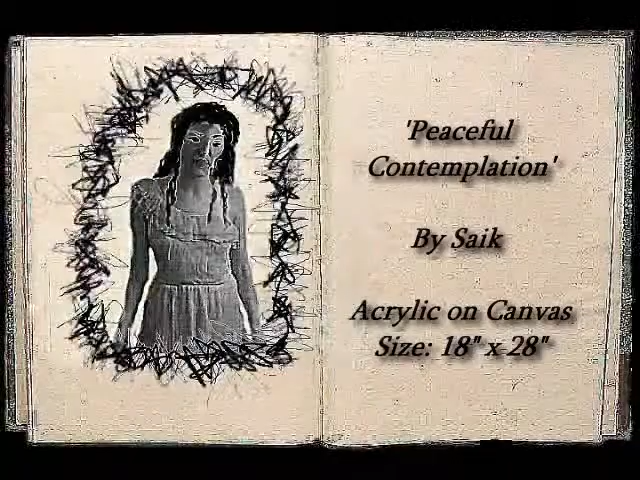 'Peaceful
Contemplation'
By Saik
Acrylic on Canvas
Size: 18" x 28"